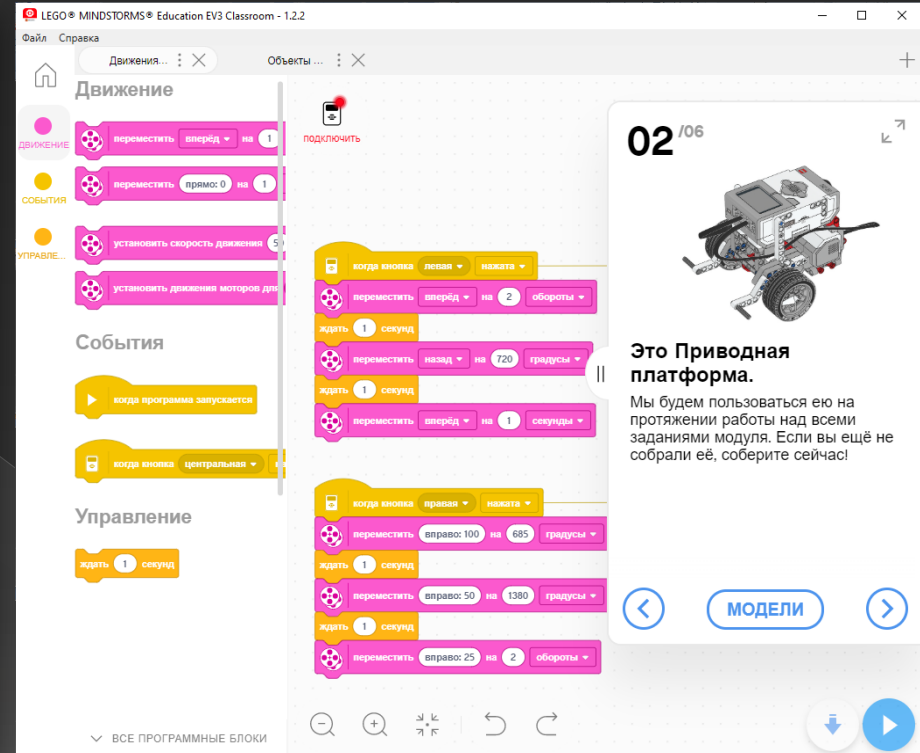 LEGO® MINDSTORMS® Education EV3 Classroom - 1.2.2
Файл Справка
Движения...
Объекты ...
Движение
ДВИЖЕНИЕ
СОБЫТИЯ
УПРАВЛЕ...
переместить вперёд на 1
переместить прямо: 0 на 1
установить скорость движения 5
установить движения моторов для
События
когда программа запускается
когда кнопка центральная
Управление
ждать 1 секунд
ВСЕ ПРОГРАММНЫЕ БЛОКИ
ПОДКЛЮЧИТЬ
когда кнопка левая нажата
переместить вперёд на 2 обороты
ждать 1 секунд
переместить назад на 720 градусы
ждать 1 секунд
переместить вперёд на 1 секунды
когда кнопка правая нажата
переместить вправо: 100 на 685 градусы
ждать 1 секунд
переместить вправо: 50 на 1380 градусы
ждать 1 секунд
переместить вправо: 25 на 2 обороты
02 /06
Это Приводная
платформа.
Мы будем пользоваться ею на
протяжении работы над всеми
заданиями модуля. Если вы ещё не
собрали её, соберите сейчас!
МОДЕЛИ